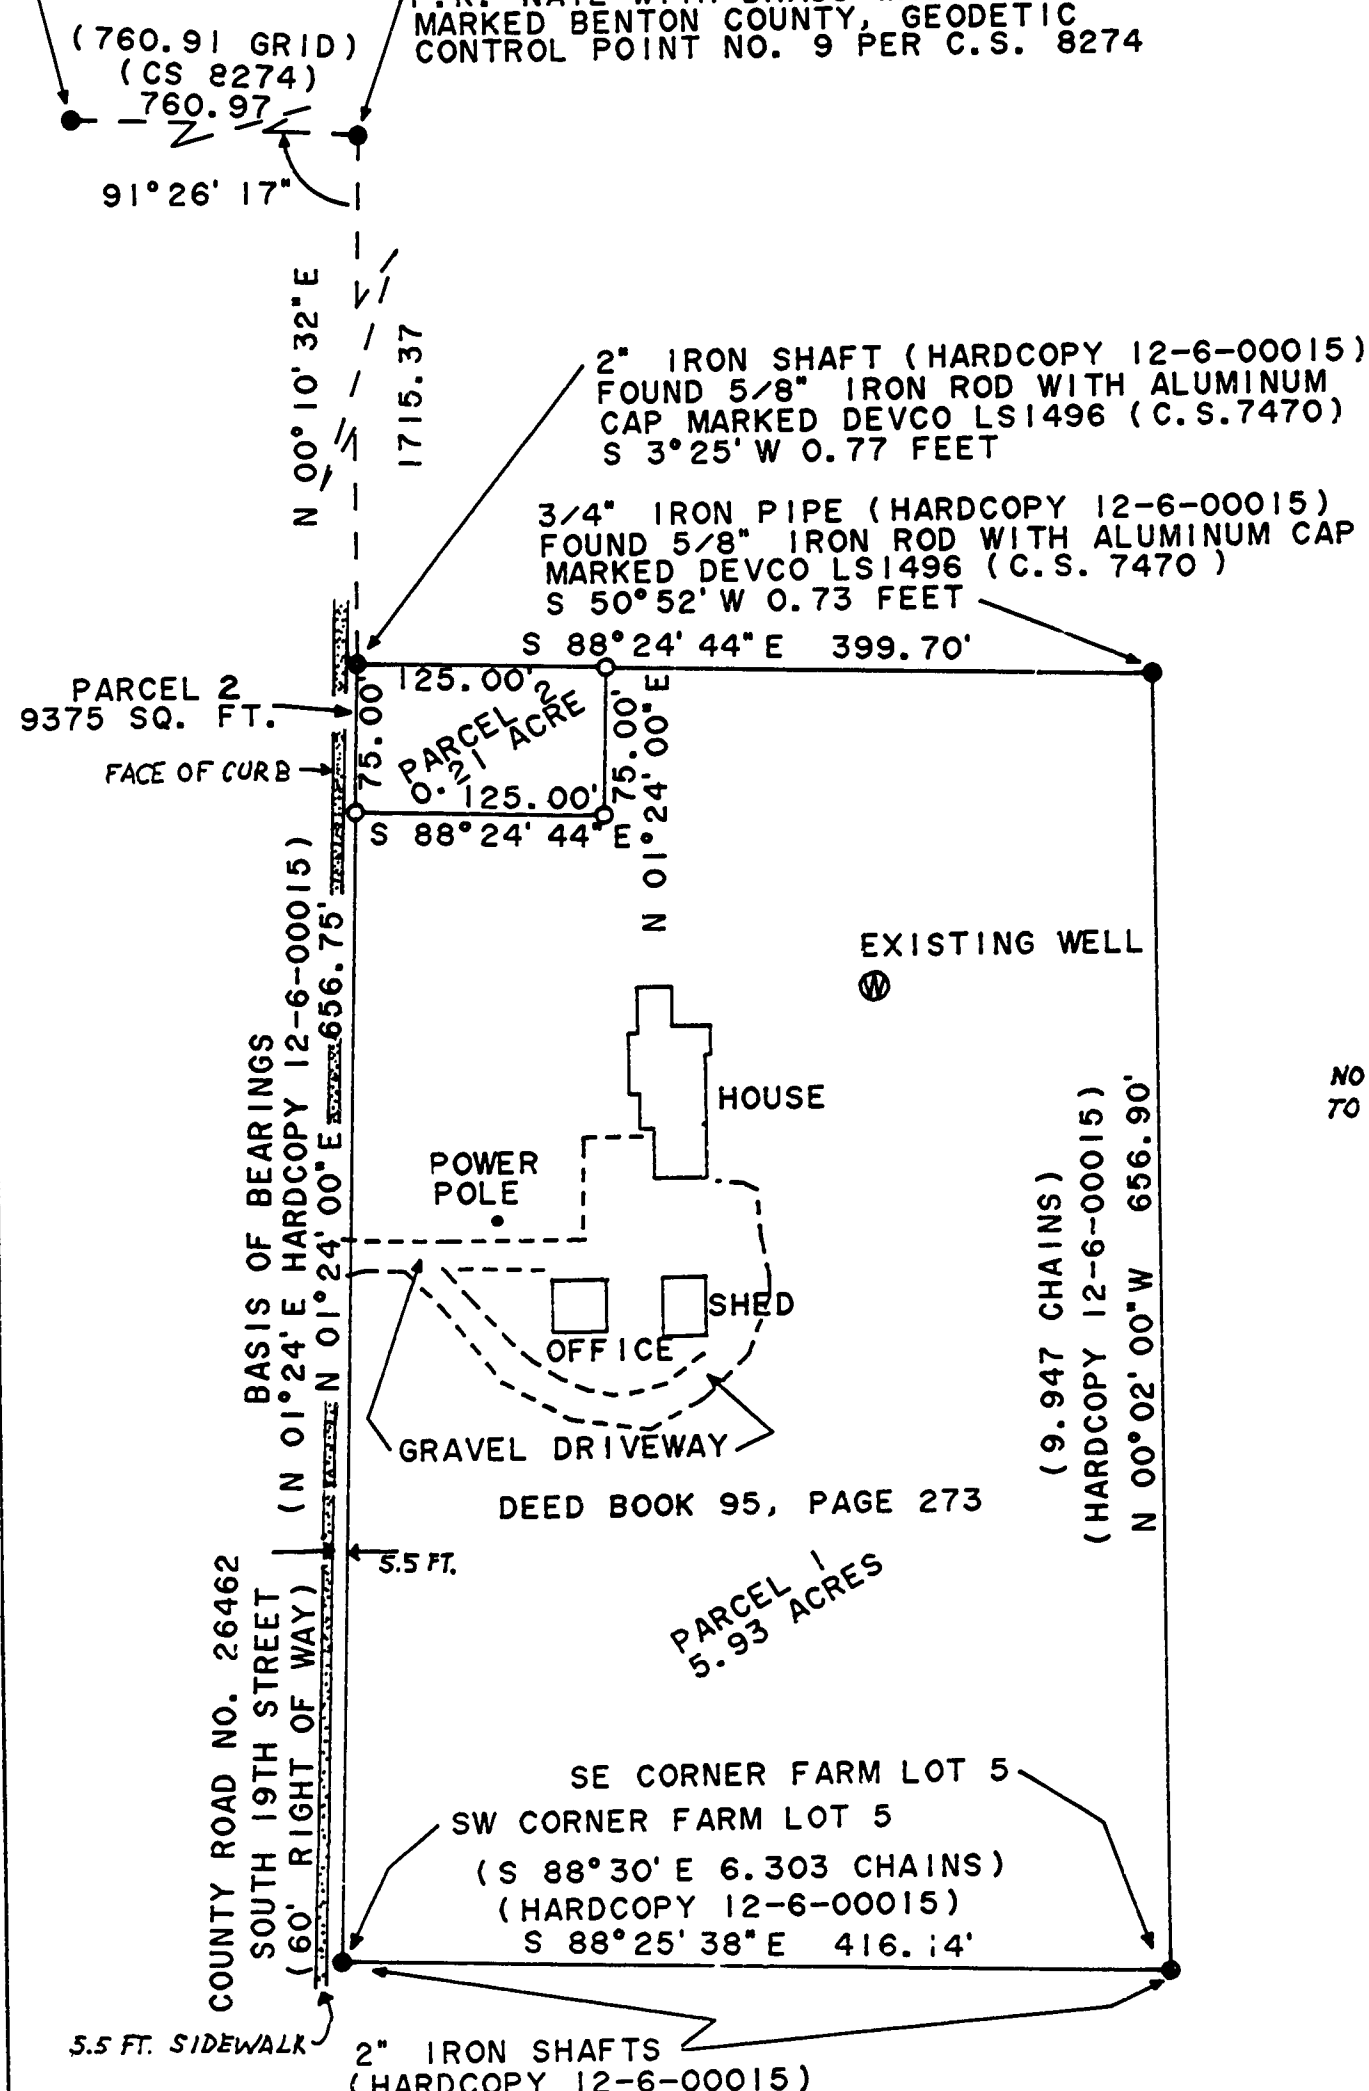 MARKED BENTON COUNTY, GEODETIC
CONTROL POINT NO. 9 PER C.S. 8274
(760.91 GRID)
(CS 8274)
760.97
91°26' 17"
N 00°10' 32" E
1715.37
2" IRON SHAFT (HARDCOPY 12-6-00015)
FOUND 5/8" IRON ROD WITH ALUMINUM
CAP MARKED DEVCO LS1496 (C.S.7470)
S 3°25' W 0.77 FEET
3/4" IRON PIPE (HARDCOPY 12-6-00015)
FOUND 5/8" IRON ROD WITH ALUMINUM CAP
MARKED DEVCO LS1496 (C.S. 7470 )
S 50°52' W 0.73 FEET
S 88°24' 44" E 399.70'
125.00'
PARCEL 2
9375 SQ. FT.
75.00'
PARCEL 2
0.21 ACRE
75.00'
N 01°24' 00" E
FACE OF CURB
125.00'
S 88°24' 44" E
BASIS OF BEARINGS
(N 01°24' E HARDCOPY 12-6-00015)
N 01°24' 00" E 656.75'
EXISTING WELL
W
HOUSE
NO
TO
POWER
POLE
SHED
OFFICE
(9.947 CHAINS)
(HARDCOPY 12-6-00015)
N 00°02' 00" W 656.90'
GRAVEL DRIVEWAY
DEED BOOK 95, PAGE 273
5.5 FT.
PARCEL 1
5.93 ACRES
COUNTY ROAD NO. 26462
SOUTH 19TH STREET
(60' RIGHT OF WAY)
SE CORNER FARM LOT 5
SW CORNER FARM LOT 5
(S 88°30' E 6.303 CHAINS)
(HARDCOPY 12-6-00015)
S 88°25' 38" E 416.14'
5.5 FT. SIDEWALK
2" IRON SHAFTS
(HARDCOPY 12-6-00015)